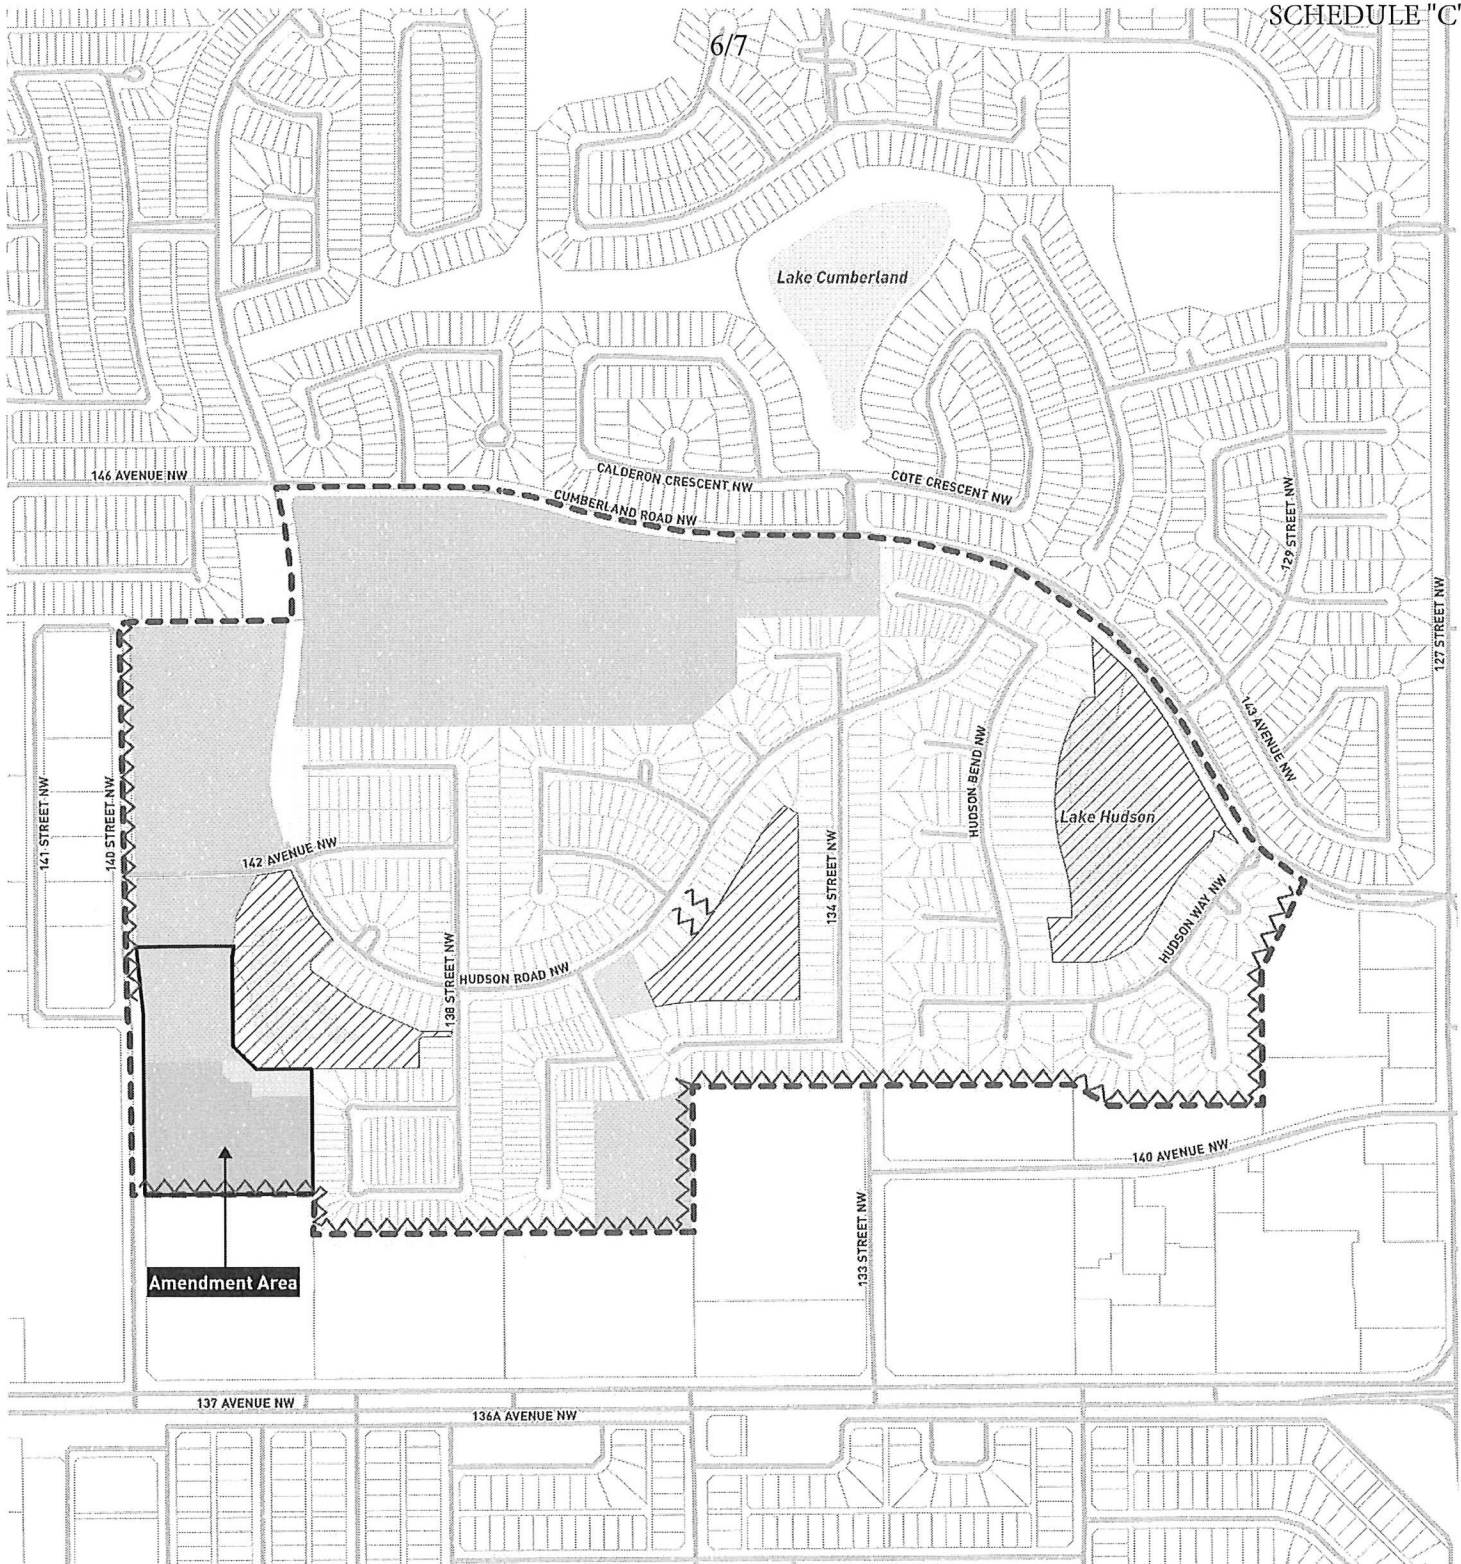 SCHEDULE "C"
6/7
Lake Cumberland
146 AVENUE NW
CALDERON CRESCENT NW
COTE CRESCENT NW
CUMBERLAND ROAD NW
129 STREET NW
127 STREET NW
143 AVENUE NW
141 STREET NW
140 STREET NW
HUDSON BEND NW
Lake Hudson
142 AVENUE NW
134 STREET NW
HUDSON WAY NW
138 STREET NW
HUDSON ROAD NW
140 AVENUE NW
133 STREET NW
Amendment Area
137 AVENUE NW
136A AVENUE NW